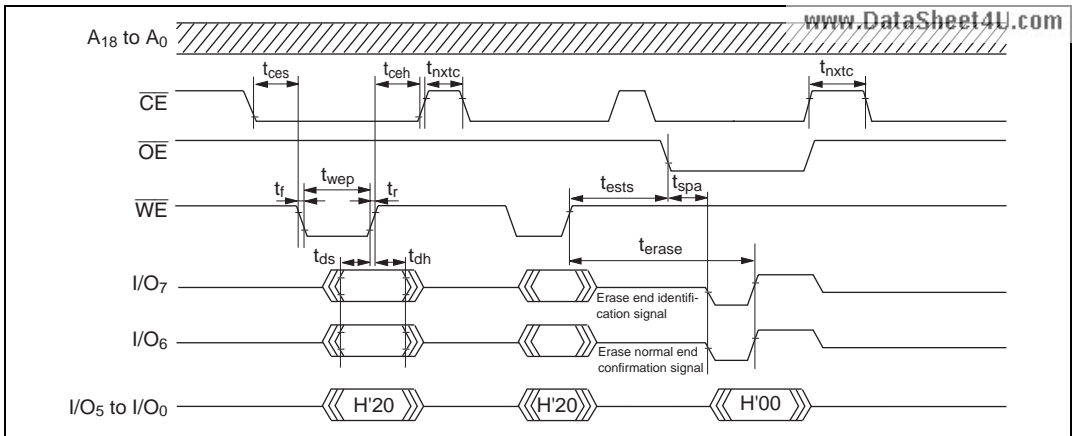 www.DataSheet4U.com
A18 to A0
tces
tceh
tnxtc
tnxtc
CE
OE
tf
twep
tr
tests
tspa
WE
tds
tdh
terase
I/O7
Erase end identifi-
cation signal
I/O6
Erase normal end
confirmation signal
I/O5 to I/O0
H'20
H'20
H'00